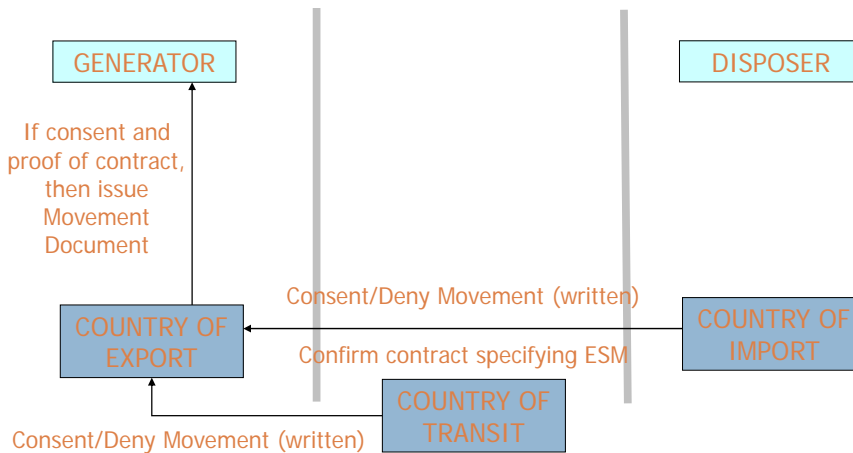 GENERATOR
DISPOSER
If consent and
proof of contract,
then issue
Movement
Document
Consent/Deny Movement (written)
COUNTRY OF
EXPORT
COUNTRY OF
IMPORT
Confirm contract specifying ESM
COUNTRY OF
TRANSIT
Consent/Deny Movement (written)